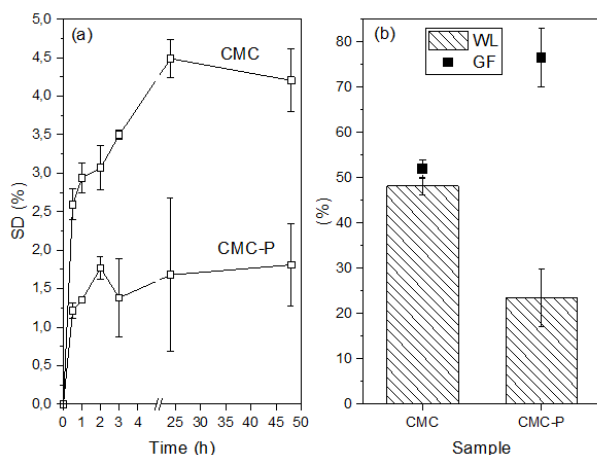 (a)
CMC
CMC-P
SD (%)
5,0
4,5
4,0
3,5
3,0
2,5
2,0
1,5
1,0
0,5
0,0
0 1 2 3 4 25 30 35 40 45 50
Time (h)
(b)
WL
GF
(%)
80
70
60
50
40
30
20
10
0
CMC CMC-P
Sample